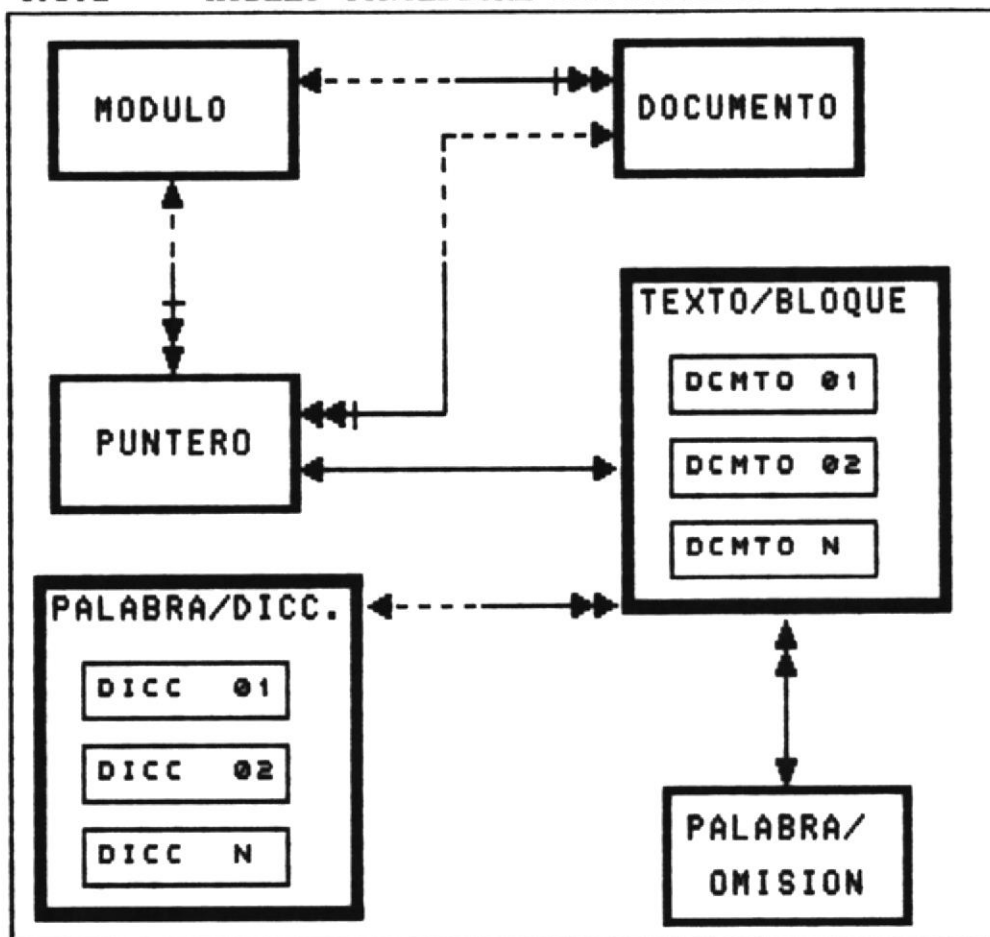 MODULO
DOCUMENTO
TEXTO/BLOQUE
DCMTO 01
PUNTERO
DCMTO 02
DCMTO N
PALABRA/DICC.
DICC 01
DICC 02
DICC N
PALABRA/
OMISION